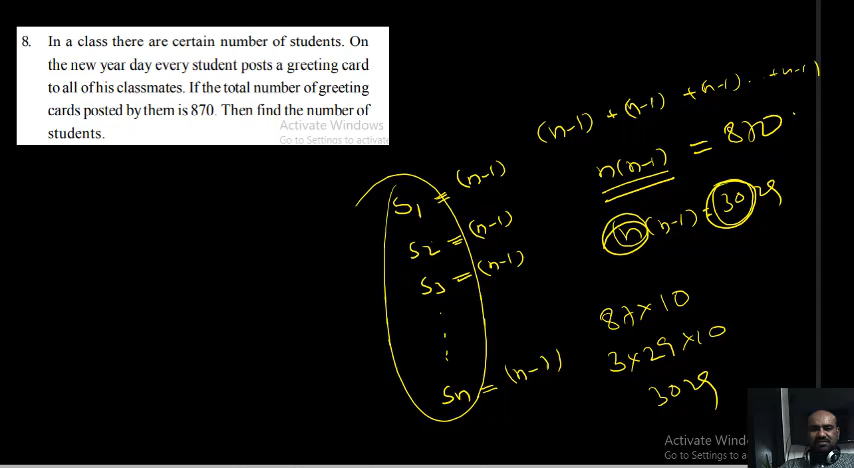 8. In a class there are certain number of students. On
the new year day every student posts a greeting card
to all of his classmates. If the total number of greeting
cards posted by them is 870. Then find the number of
students.
Activate Windows
Go to Settings to activate
(n-1) + (n-1) + (n-1) . . + n-1)
n(n-1) = 870
n(n-1) = 30 29
S1 = (n-1)
S2 = (n-1)
S3 = (n-1)
Sn = (n-1)
87×10
3×29×10
30 29
Activate Wind
Go to Settings to a